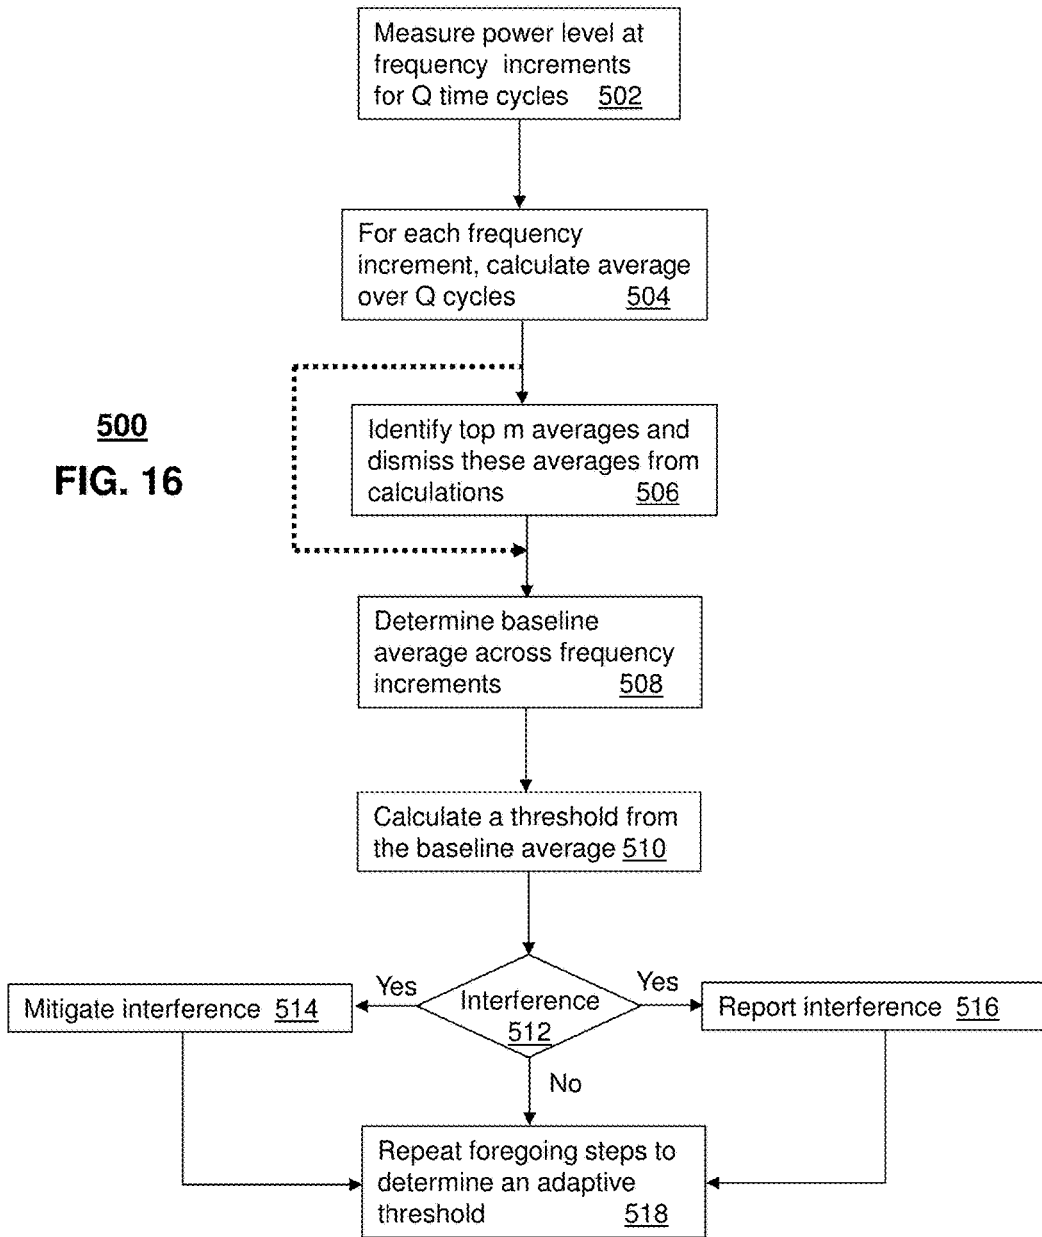 Measure power level at
frequency increments
for Q time cycles 502
For each frequency
increment, calculate average
over Q cycles 504
500
FIG. 16
Identify top m averages and
dismiss these averages from
calculations 506
Determine baseline
average across frequency
increments 508
Calculate a threshold from
the baseline average 510
Yes
Yes
Mitigate interference 514
Interference
512
Report interference 516
No
Repeat foregoing steps to
determine an adaptive
threshold 518